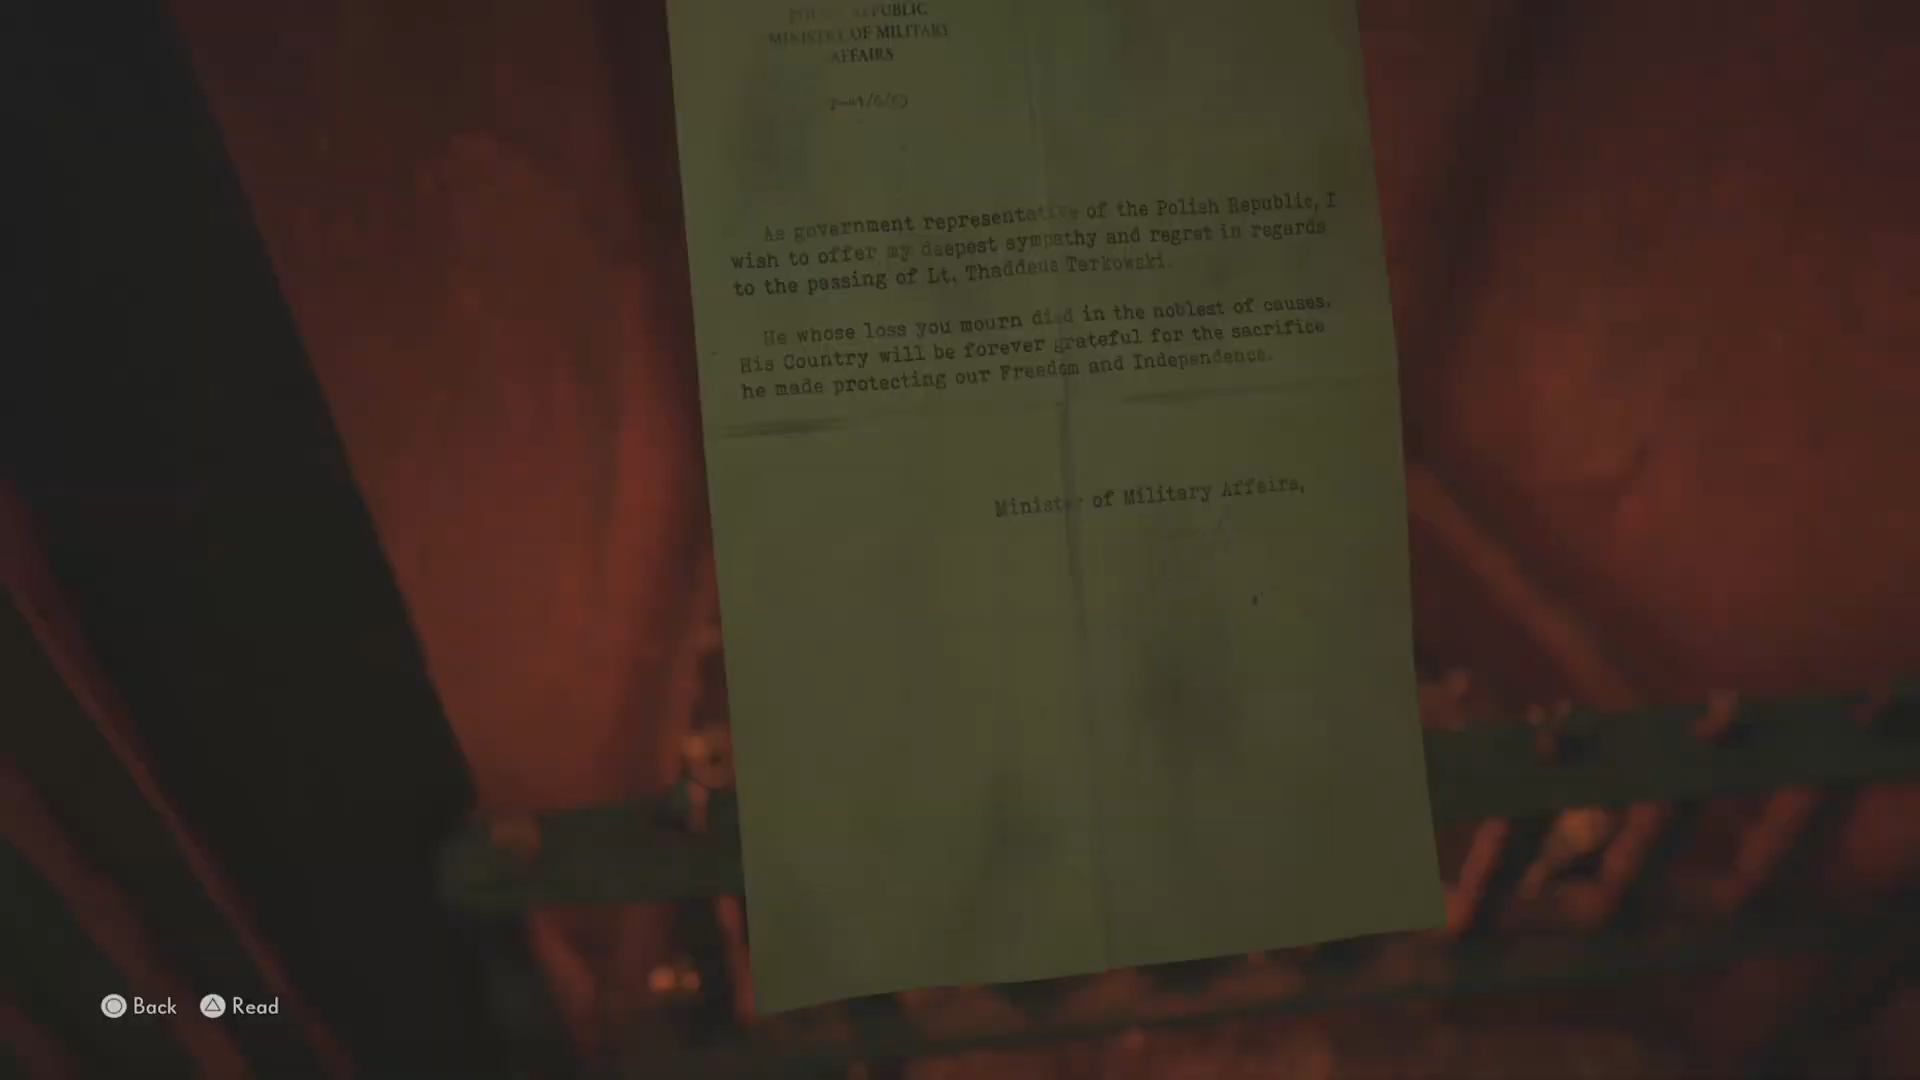 REPUBLIC
MINISTRY OF MILITARY
AFFAIRS
As government representative of the Polish Republic, I
wish to offer my deepest sympathy and regret in regards
to the passing of Lt. Thaddeus Tarkowski.
He whose loss you mourn died in the noblest of causes.
His Country will be forever grateful for the sacrifice
he made protecting our Freedom and Independence.
Minister of Military Affairs,
Back Read